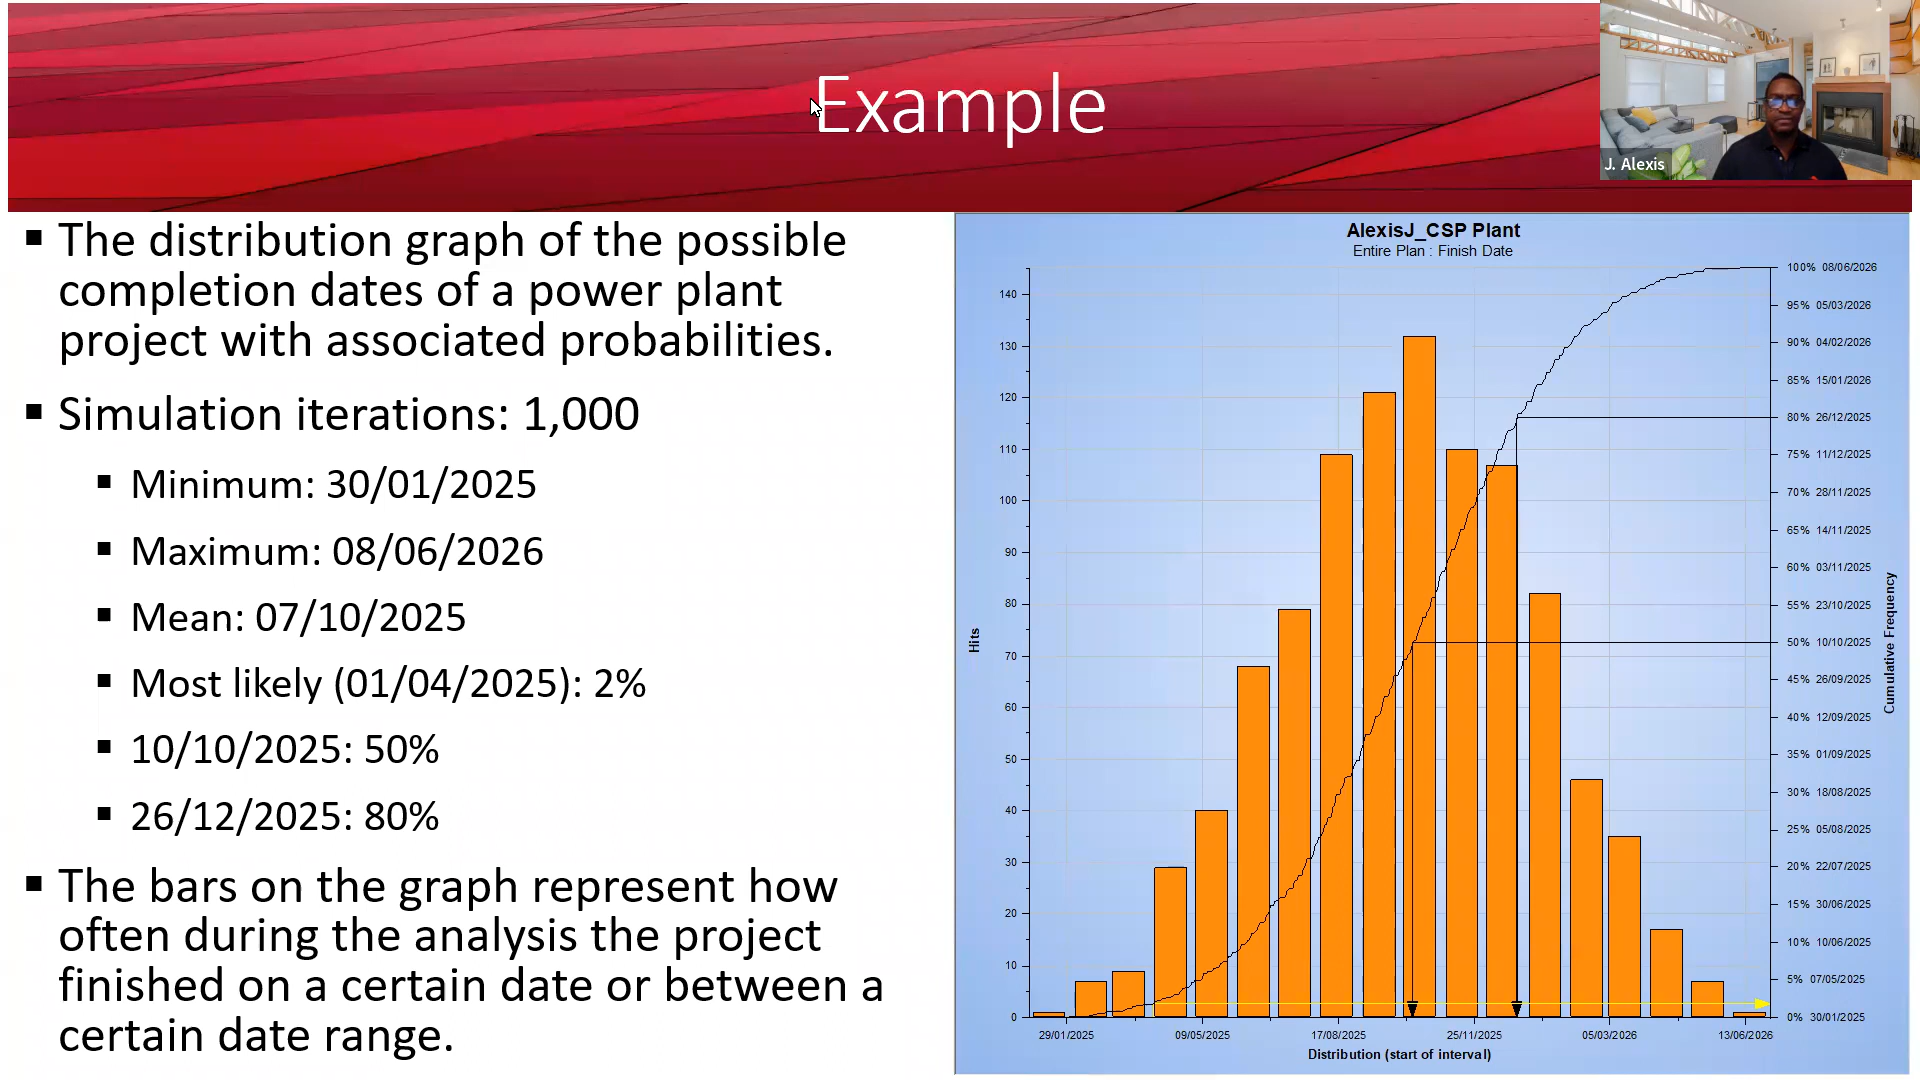 Example
J. Alexis
▪ The distribution graph of the possible
completion dates of a power plant
project with associated probabilities.
▪ Simulation iterations: 1,000
▪ Minimum: 30/01/2025
▪ Maximum: 08/06/2026
▪ Mean: 07/10/2025
▪ Most likely (01/04/2025): 2%
▪ 10/10/2025: 50%
▪ 26/12/2025: 80%
▪ The bars on the graph represent how
often during the analysis the project
finished on a certain date or between a
certain date range.
AlexisJ_CSP Plant
Entire Plan : Finish Date
Hits
140
130
120
110
100
90
80
70
60
50
40
30
20
10
0
100% 08/06/2026
95% 05/03/2026
90% 04/02/2026
85% 15/01/2026
80% 26/12/2025
75% 11/12/2025
70% 28/11/2025
65% 14/11/2025
60% 03/11/2025
55% 23/10/2025
50% 10/10/2025
45% 26/09/2025
40% 12/09/2025
35% 01/09/2025
30% 18/08/2025
25% 05/08/2025
20% 22/07/2025
15% 30/06/2025
10% 10/06/2025
5% 07/05/2025
0% 30/01/2025
Cumulative Frequency
29/01/2025 09/05/2025 17/08/2025 25/11/2025 05/03/2026 13/06/2026
Distribution (start of interval)